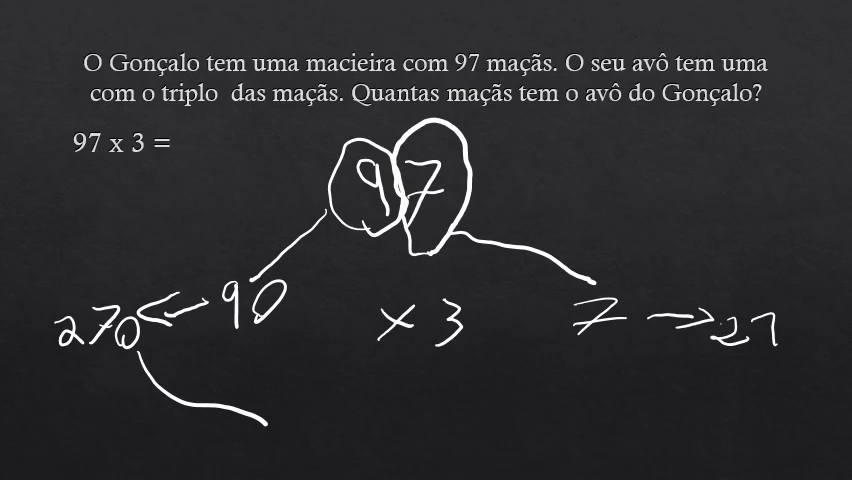 O Gonçalo tem uma macieira com 97 maçãs. O seu avô tem uma
com o triplo das maçãs. Quantas maçãs tem o avô do Gonçalo?
97 x 3 =
97
270 ← 90 x 3 7 → 21